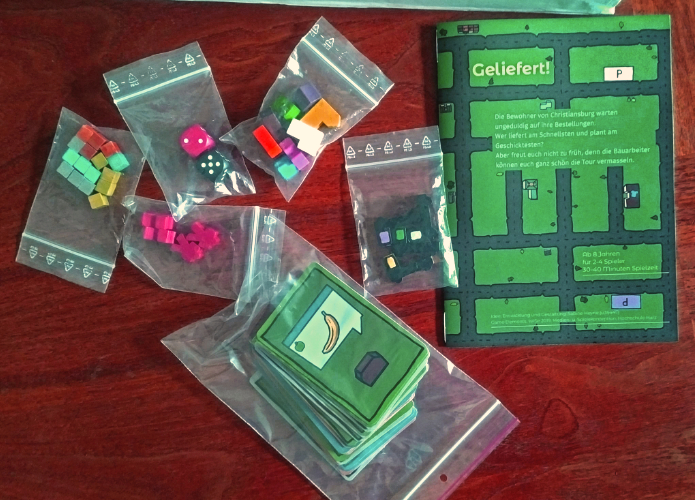 Geliefert!
P
Die Bewohner von Christiansburg warten
ungeduldig auf ihre Bestellungen.
Wer liefert am Schnellsten und plant am
Geschicktesten?
Aber freut euch nicht zu früh, denn die Bauarbeiter
können euch ganz schön die Tour vermasseln.
Ab 8 Jahren
für 2-4 Spieler
30-40 Minuten Spielzeit